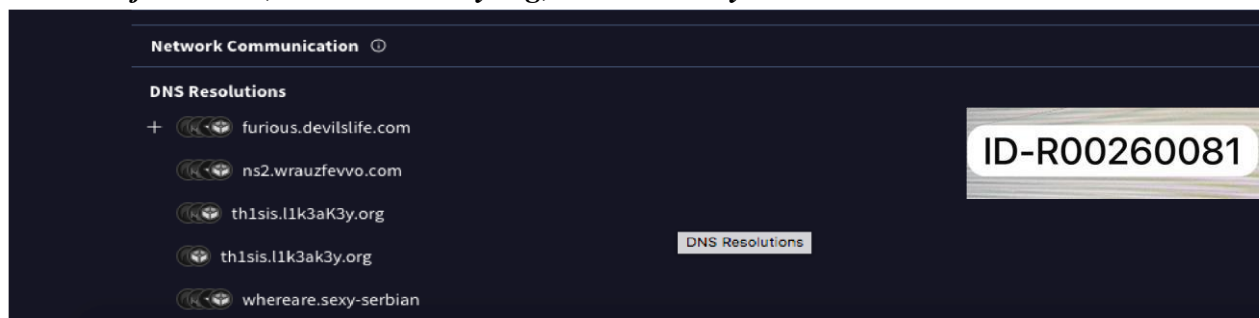 Network Communication
DNS Resolutions
+ furious.devilslife.com
ID-R00260081
ns2.wrauzfevvo.com
th1sis.l1k3aK3y.org
DNS Resolutions
th1sis.l1k3ak3y.org
whereare.sexy-serbian